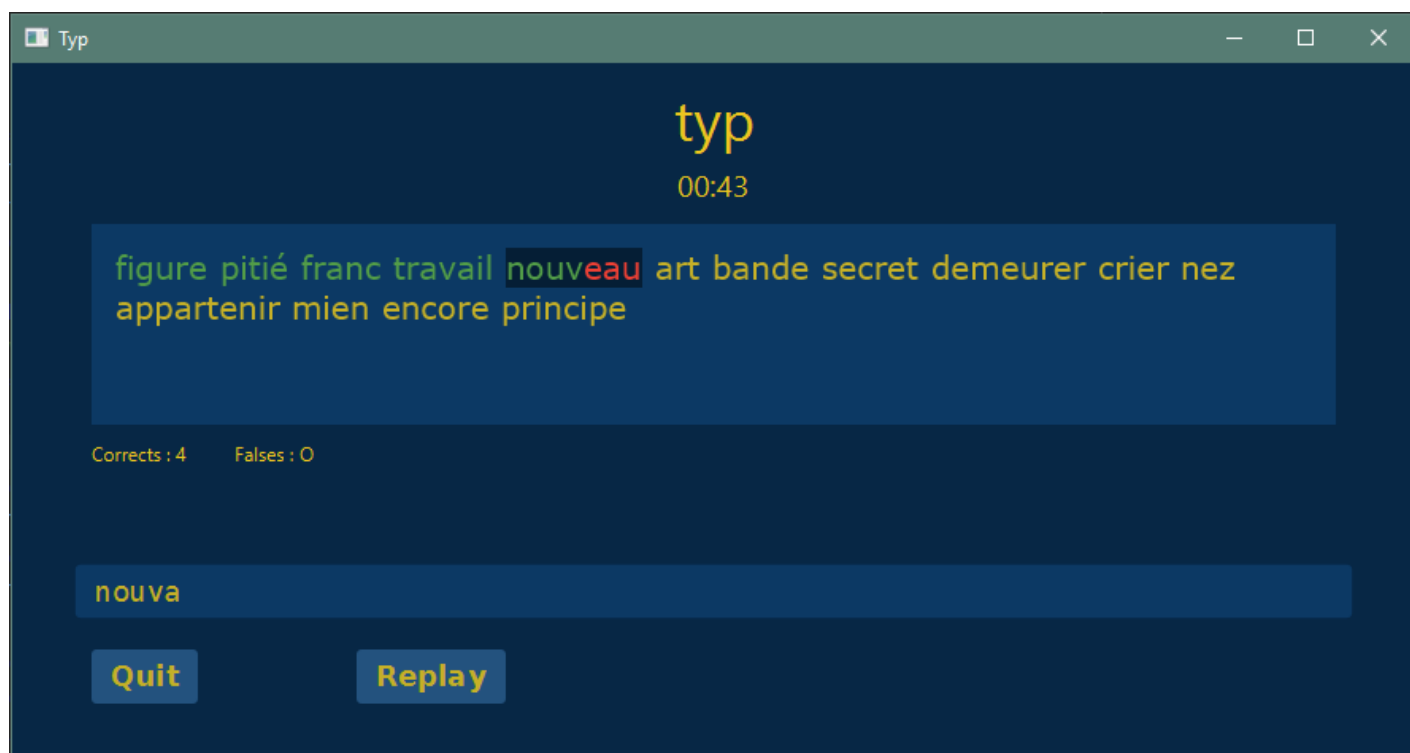 Typ
typ
00:43
figure pitié franc travail nouveau art bande secret demeurer crier nez
appartenir mien encore principe
Corrects : 4 Falses : O
nouva
Quit Replay